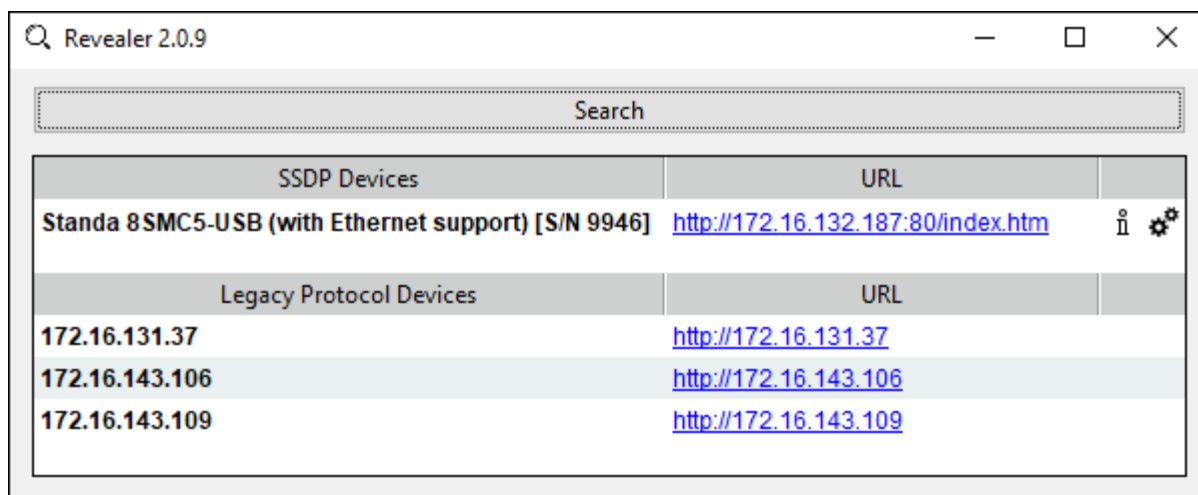 Revealer 2.0.9
Search
SSDP Devices URL
Standa 8SMC5-USB (with Ethernet support) [S/N 9946] http://172.16.132.187:80/index.htm
Legacy Protocol Devices URL
172.16.131.37 http://172.16.131.37
172.16.143.106 http://172.16.143.106
172.16.143.109 http://172.16.143.109